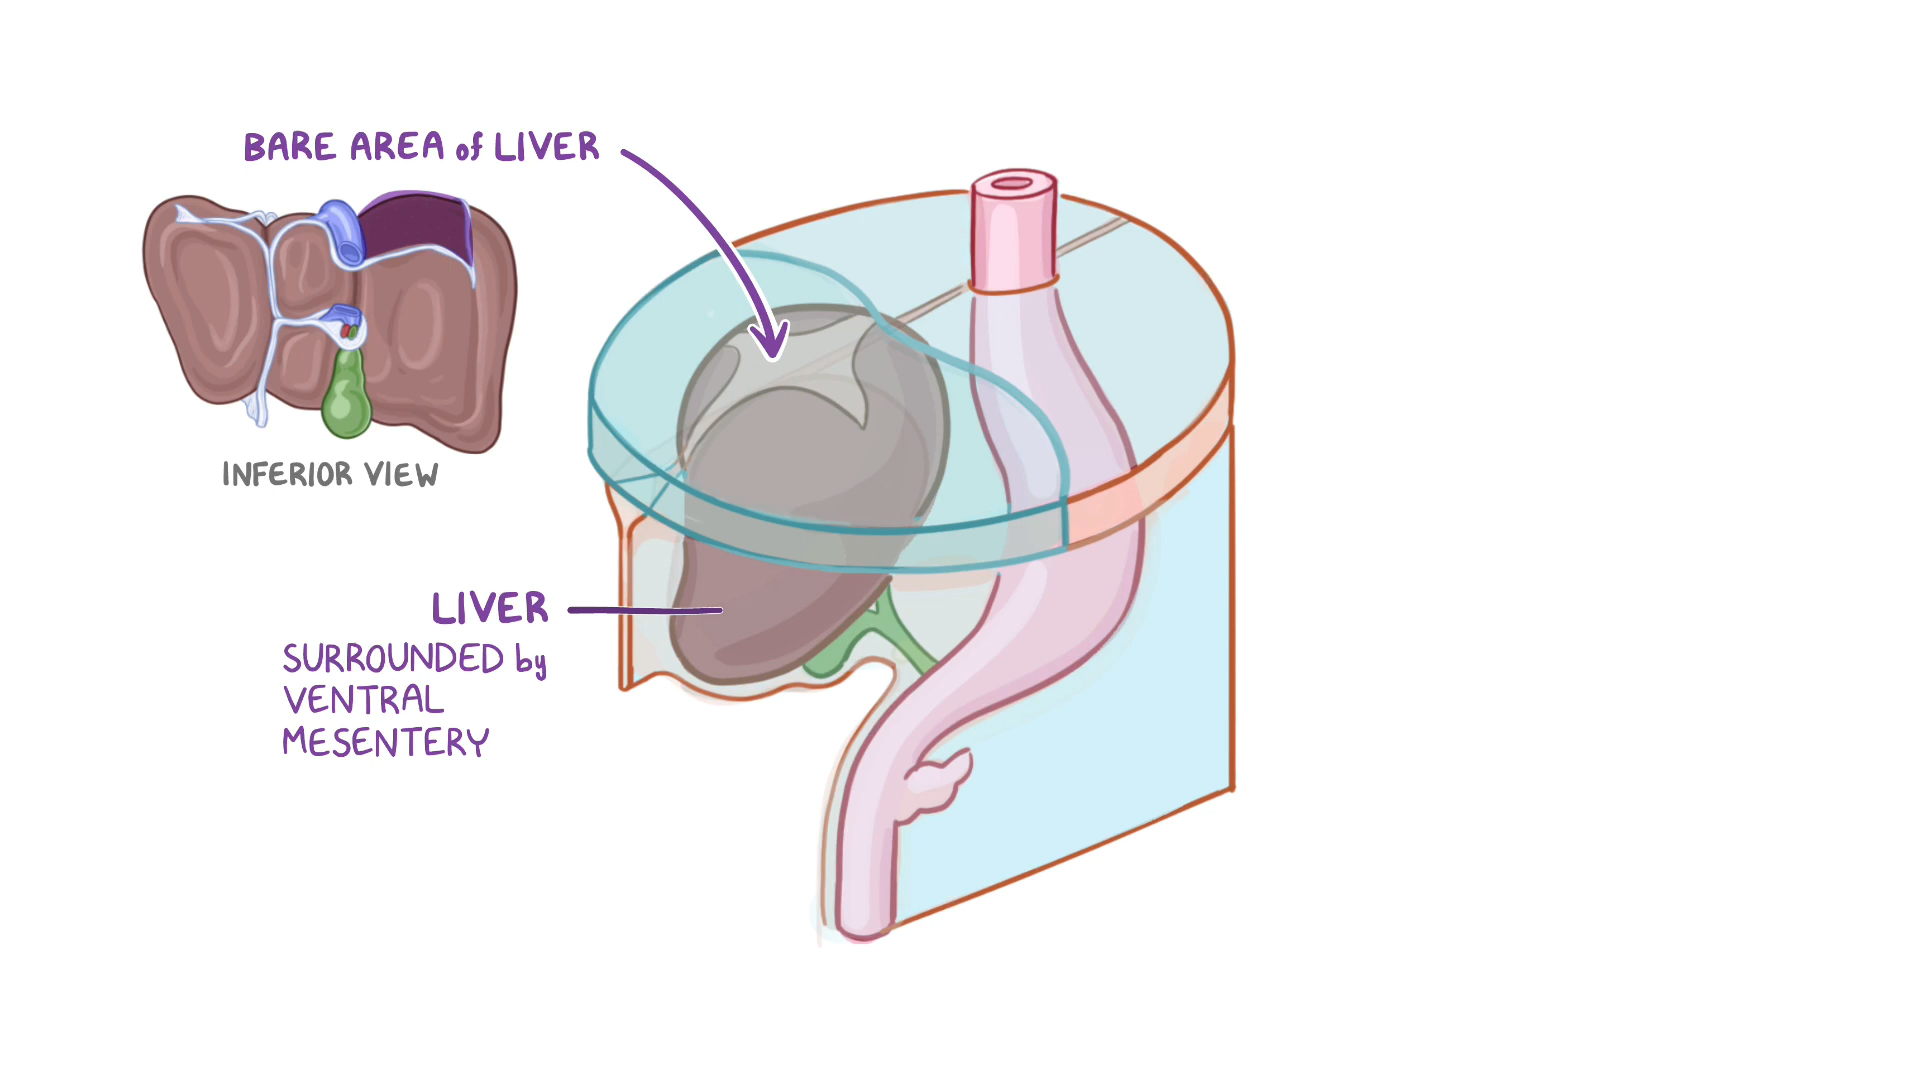 BARE AREA of LIVER
INFERIOR VIEW
LIVER
SURROUNDED by
VENTRAL
MESENTERY